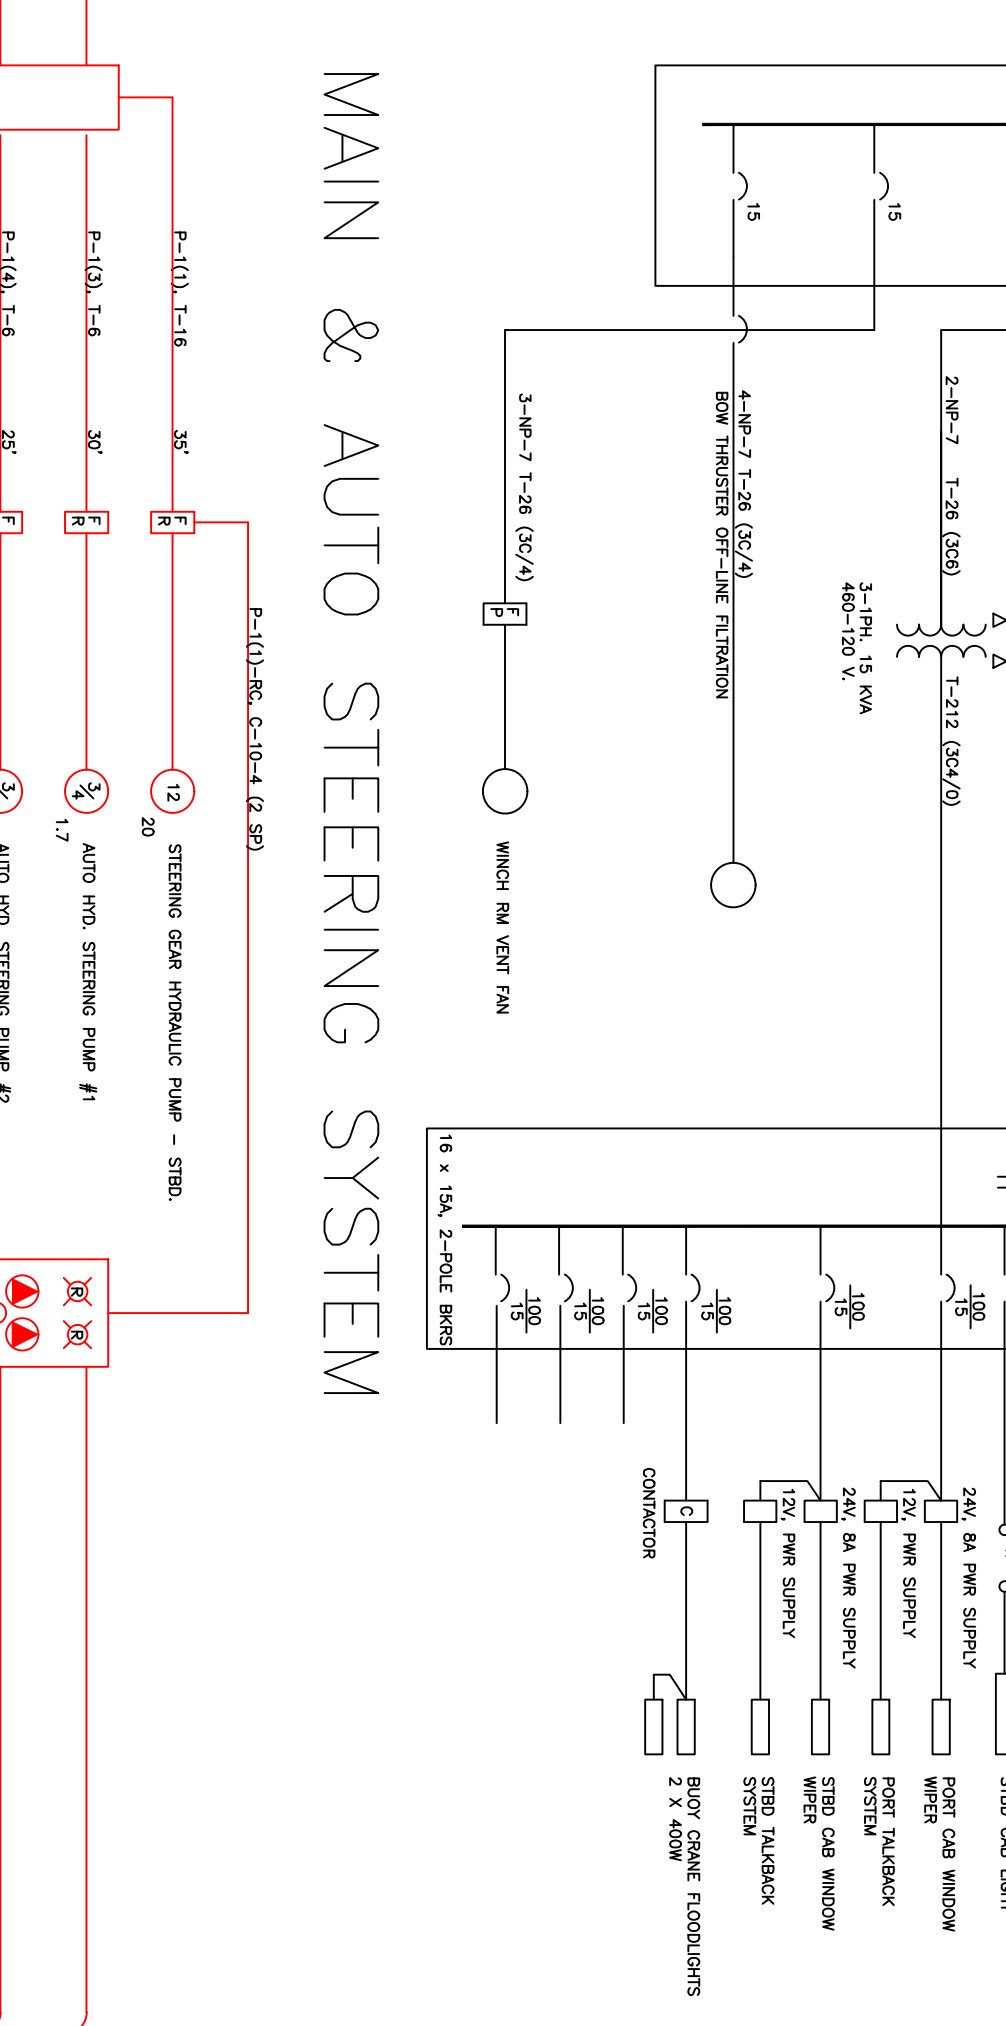 15
15
2-NP-7 T-26 (3C6)
T-212 (3C4/0)
3-1PH. 15 KVA
460-120 V.
4-NP-7 T-26 (3C/4)
BOW THRUSTER OFF-LINE FILTRATION
3-NP-7 T-26 (3C/4)
F
P
WINCH RM VENT FAN
100
15
24V, 8A PWR SUPPLY
PORT CAB WINDOW
WIPER
12V, PWR SUPPLY
PORT TALKBACK
SYSTEM
100
15
24V, 8A PWR SUPPLY
STBD CAB WINDOW
WIPER
12V, PWR SUPPLY
STBD TALKBACK
SYSTEM
100
15
C
CONTACTOR
BUOY CRANE FLOODLIGHTS
2 X 400W
100
15
100
15
100
15
16 x 15A, 2-POLE BKRS
MAIN & AUTO STEERING SYSTEM
P-1(1)-RC, C-10-4 (2 SP)
P-1(1), T-16 35'
F
R
12
20
STEERING GEAR HYDRAULIC PUMP - STBD.
P-1(3), T-6 30'
F
R
3/4
1.7
AUTO HYD. STEERING PUMP #1
R
R
P-1(4), T-6 25'
F
AUTO HYD. STEERING PUMP #2